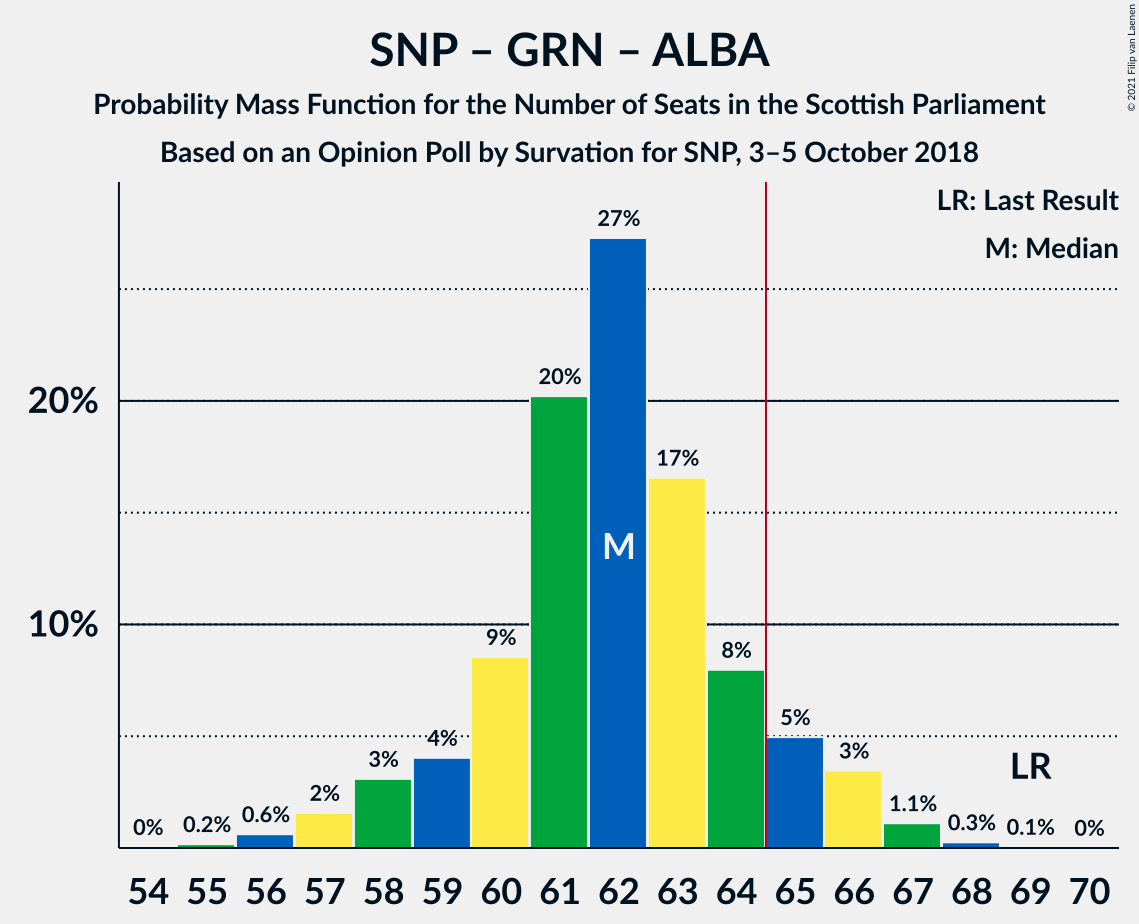 SNP – GRN – ALBA
Probability Mass Function for the Number of Seats in the Scottish Parliament
Based on an Opinion Poll by Survation for SNP, 3–5 October 2018
© 2021 Filip van Laenen
LR: Last Result
M: Median
20%
10%
0%
0.2%
0.6%
2%
3%
4%
9%
20%
27%
M
17%
8%
5%
3%
1.1%
0.3%
LR
0.1%
0%
54 55 56 57 58 59 60 61 62 63 64 65 66 67 68 69 70